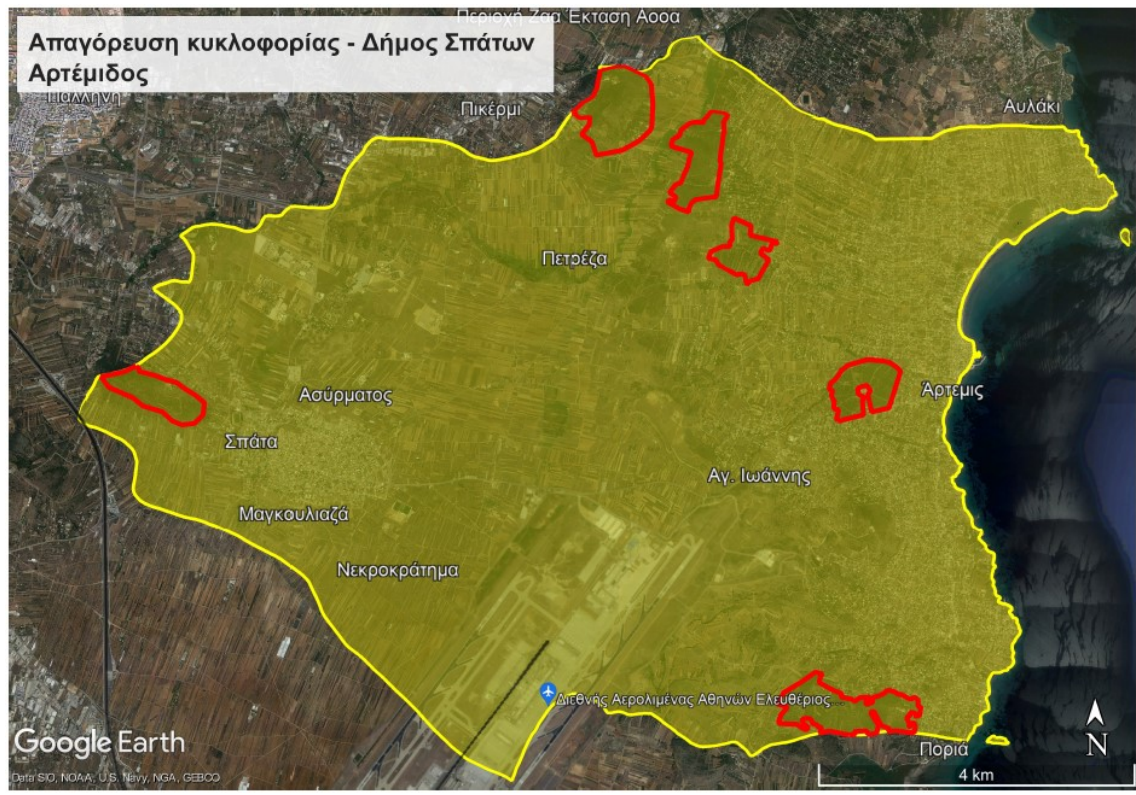 Περιοχή Ζαα Έκταση Αοοα
Απαγόρευση κυκλοφορίας - Δήμος Σπάτων
Αρτέμιδος
Παλλήνη
Πικέρμι
Αυλάκι
Πετρέζα
Ασύρματος
Άρτεμις
Σπάτα
Αγ. Ιωάννης
Μαγκουλιαζά
Νεκροκράτημα
Διεθνής Αερολιμένας Αθηνών Ελευθέριος...
Google Earth
Ποριά
N
Data SIO, NOAA, U.S. Navy, NGA, GEBCO
4 km